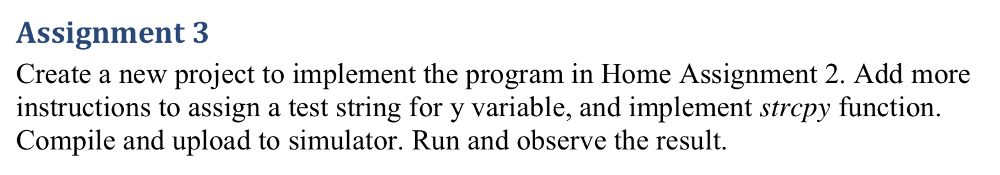 Assignment 3
Create a new project to implement the program in Home Assignment 2. Add more
instructions to assign a test string for y variable, and implement strcpy function.
Compile and upload to simulator. Run and observe the result.